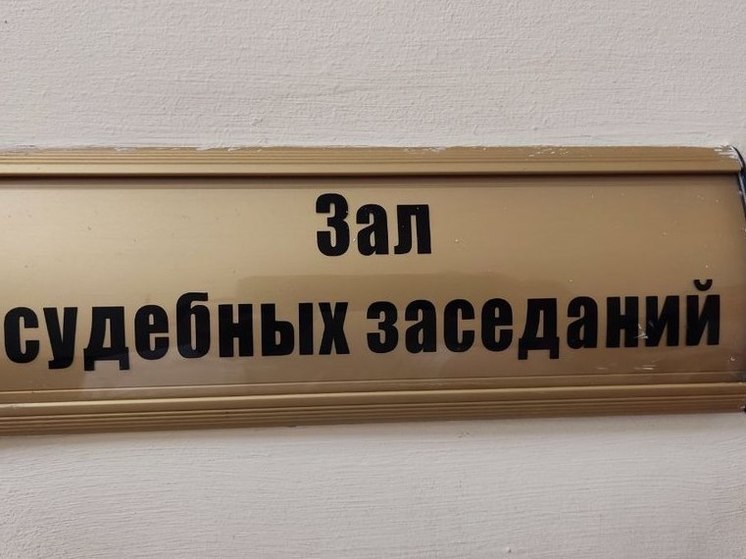 Зал
судебных заседаний